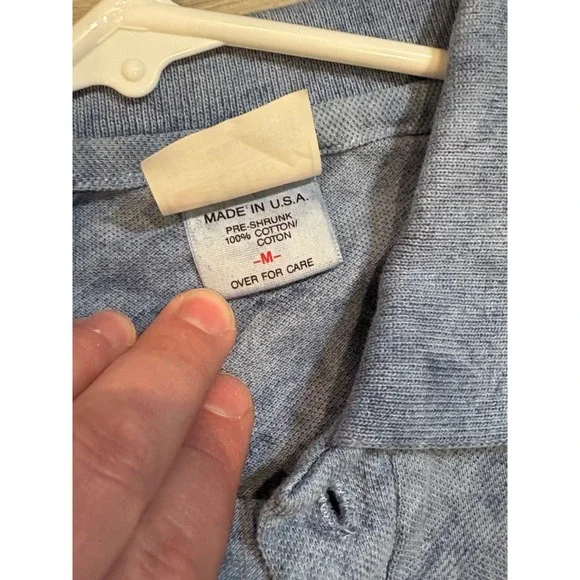 MADE IN U.S.A.
PRE-SHRUNK
100% COTTON/
COTON
-M-
OVER FOR CARE